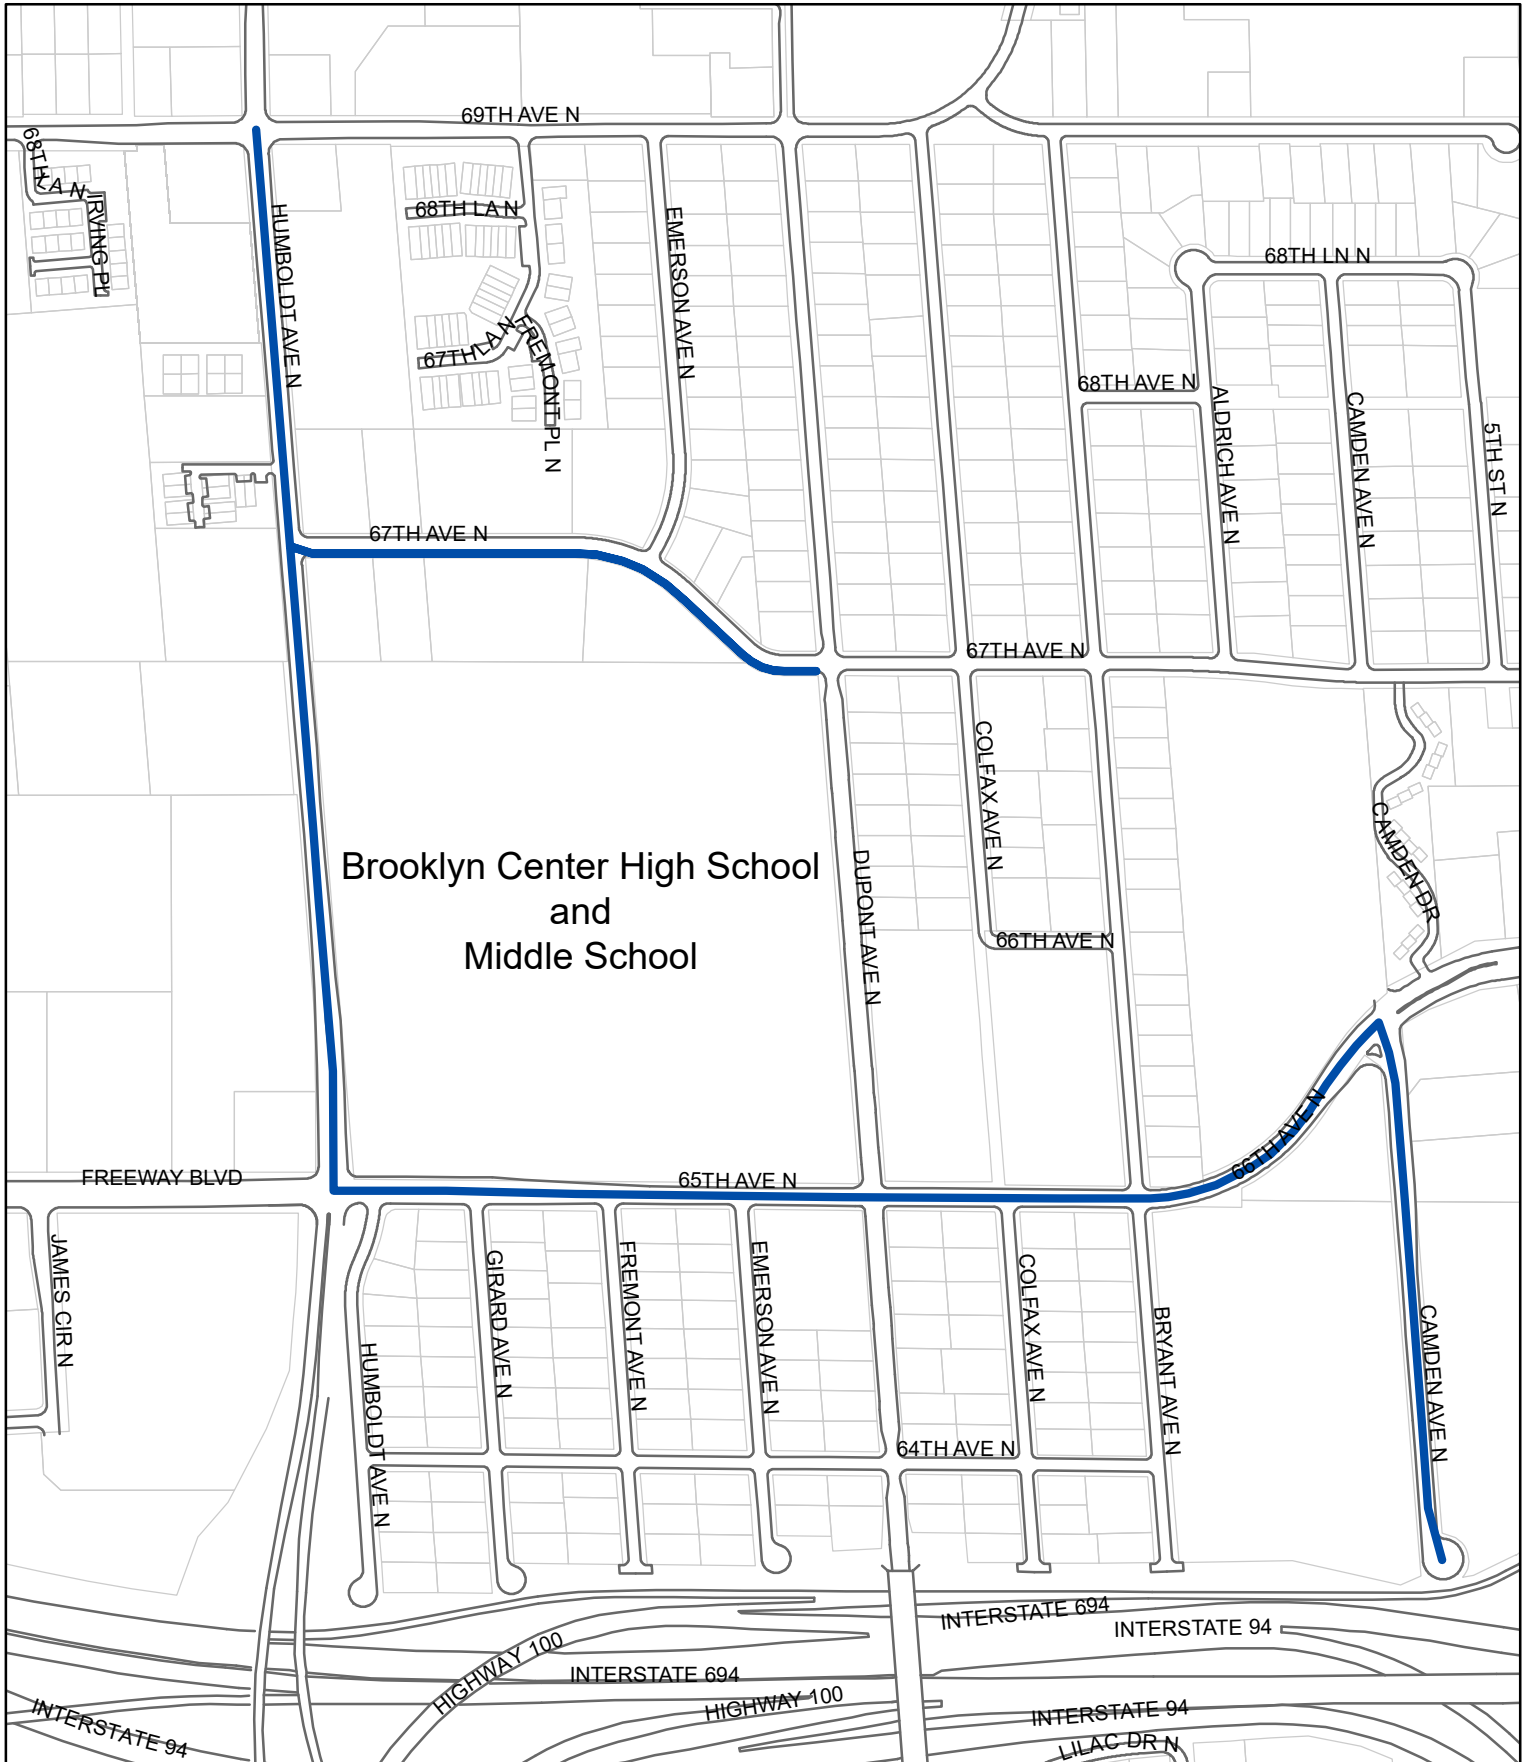 69TH AVE N
68TH
LA N
IRVING PL
68TH LA N
HUMBOLDT AVE N
EMERSON AVE N
68TH LN N
67TH LA N
FREMONT PL N
68TH AVE N
ALDRICH AVE N
CAMDEN AVE N
5TH ST N
67TH AVE N
67TH AVE N
COLFAX AVE N
CAMDEN DR
Brooklyn Center High School
and
Middle School
DUPONT AVE N
66TH AVE N
66TH AVE N
FREEWAY BLVD
65TH AVE N
JAMES CIR N
HUMBOLDT AVE N
GIRARD AVE N
FREMONT AVE N
EMERSON AVE N
COLFAX AVE N
BRYANT AVE N
CAMDEN AVE N
64TH AVE N
INTERSTATE 694
INTERSTATE 94
HIGHWAY 100
INTERSTATE 694
HIGHWAY 100
INTERSTATE 94
INTERSTATE 94
LILAC DR N